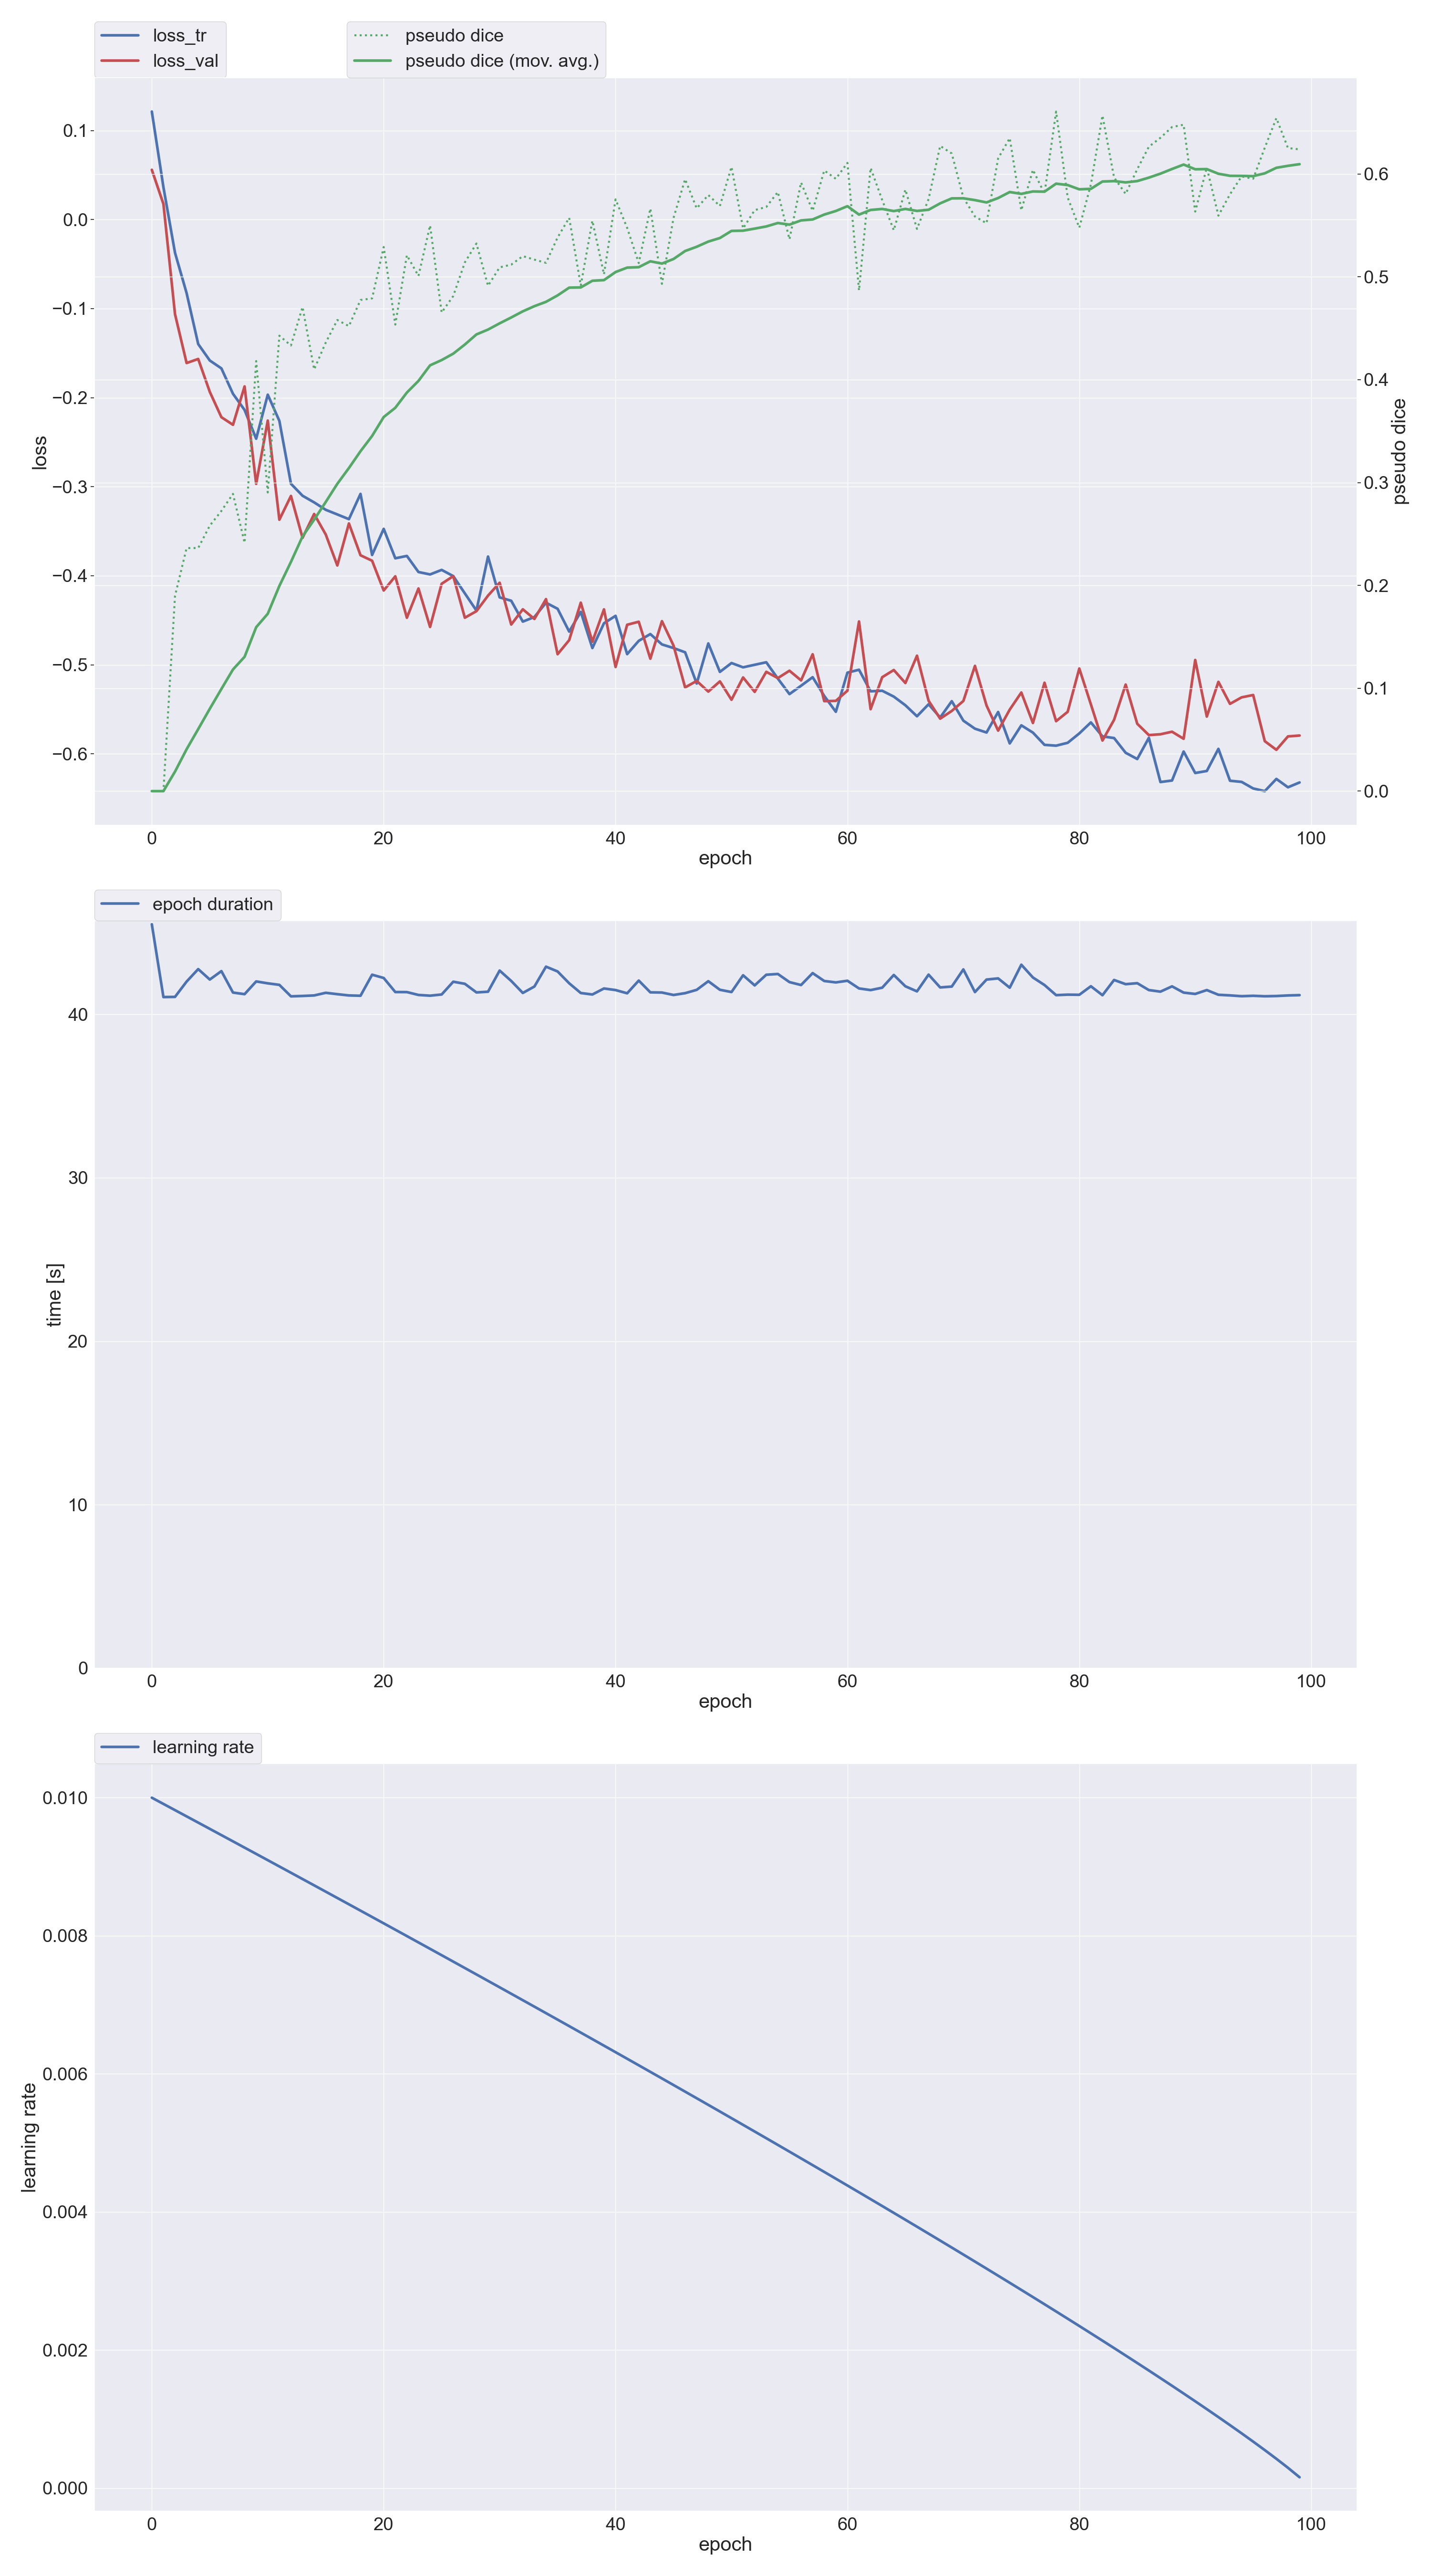 loss_tr
loss_val
pseudo dice
pseudo dice (mov. avg.)
0.1
0.0
−0.1
−0.2
−0.3
−0.4
−0.5
−0.6
loss
0.6
0.5
0.4
0.3
0.2
0.1
0.0
pseudo dice
0 20 40 60 80 100
epoch
epoch duration
40
30
20
10
0
time [s]
0 20 40 60 80 100
epoch
learning rate
0.010
0.008
0.006
0.004
0.002
0.000
learning rate
0 20 40 60 80 100
epoch